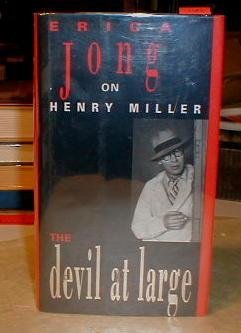 ERICA
Jong
ON
HENRY MILLER
THE
devil at large